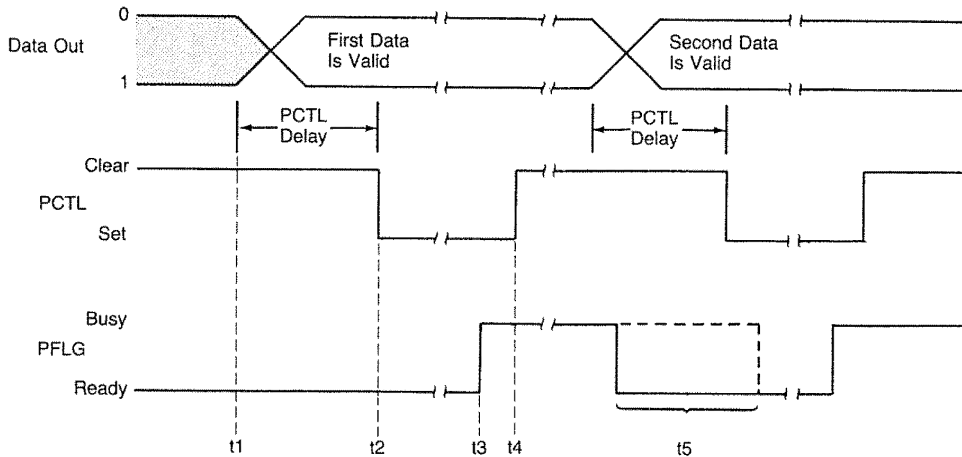 0
Data Out
1
First Data
Is Valid
Second Data
Is Valid
PCTL
Delay
PCTL
Delay
Clear
PCTL
Set
Busy
PFLG
Ready
t1
t2
t3
t4
t5